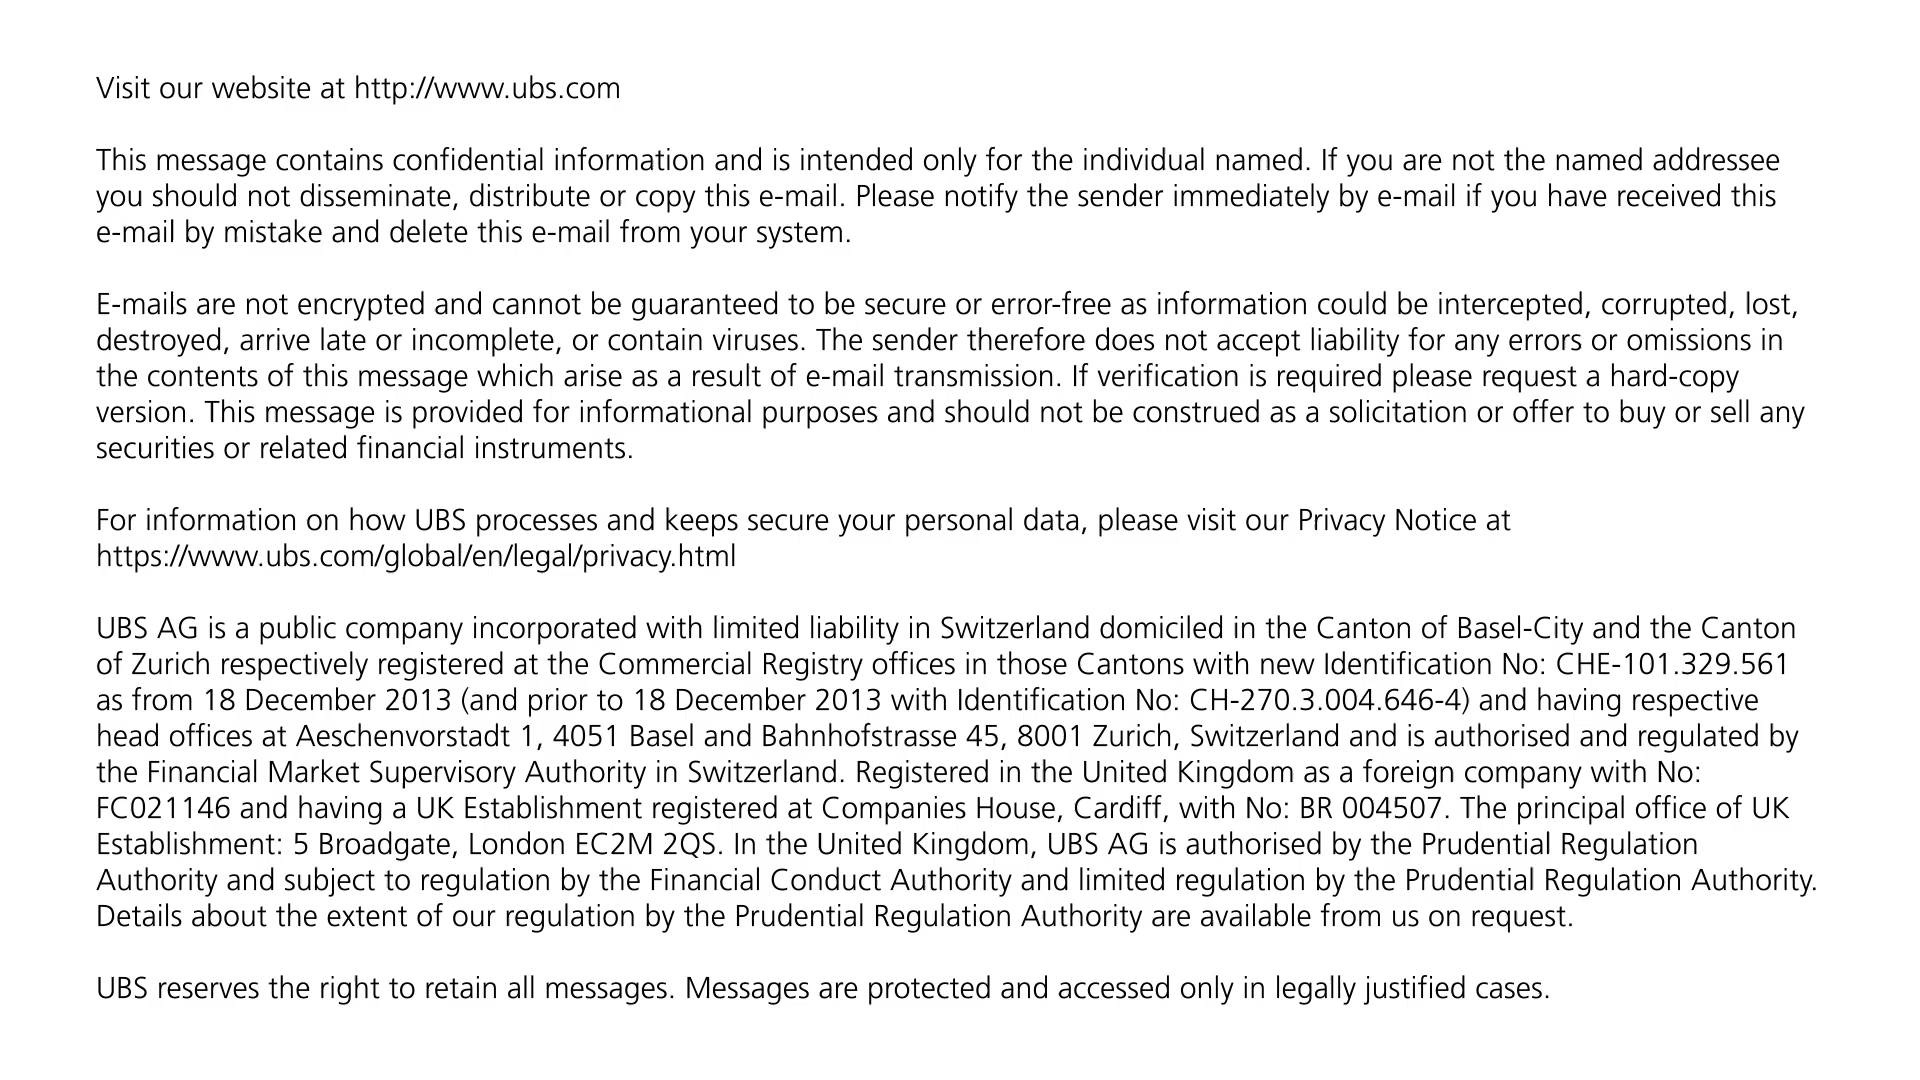 Visit our website at http://www.ubs.com
This message contains confidential information and is intended only for the individual named. If you are not the named addressee
you should not disseminate, distribute or copy this e-mail. Please notify the sender immediately by e-mail if you have received this
e-mail by mistake and delete this e-mail from your system.
E-mails are not encrypted and cannot be guaranteed to be secure or error-free as information could be intercepted, corrupted, lost,
destroyed, arrive late or incomplete, or contain viruses. The sender therefore does not accept liability for any errors or omissions in
the contents of this message which arise as a result of e-mail transmission. If verification is required please request a hard-copy
version. This message is provided for informational purposes and should not be construed as a solicitation or offer to buy or sell any
securities or related financial instruments.
For information on how UBS processes and keeps secure your personal data, please visit our Privacy Notice at
https://www.ubs.com/global/en/legal/privacy.html
UBS AG is a public company incorporated with limited liability in Switzerland domiciled in the Canton of Basel-City and the Canton
of Zurich respectively registered at the Commercial Registry offices in those Cantons with new Identification No: CHE-101.329.561
as from 18 December 2013 (and prior to 18 December 2013 with Identification No: CH-270.3.004.646-4) and having respective
head offices at Aeschenvorstadt 1, 4051 Basel and Bahnhofstrasse 45, 8001 Zurich, Switzerland and is authorised and regulated by
the Financial Market Supervisory Authority in Switzerland. Registered in the United Kingdom as a foreign company with No:
FC021146 and having a UK Establishment registered at Companies House, Cardiff, with No: BR 004507. The principal office of UK
Establishment: 5 Broadgate, London EC2M 2QS. In the United Kingdom, UBS AG is authorised by the Prudential Regulation
Authority and subject to regulation by the Financial Conduct Authority and limited regulation by the Prudential Regulation Authority.
Details about the extent of our regulation by the Prudential Regulation Authority are available from us on request.
UBS reserves the right to retain all messages. Messages are protected and accessed only in legally justified cases.